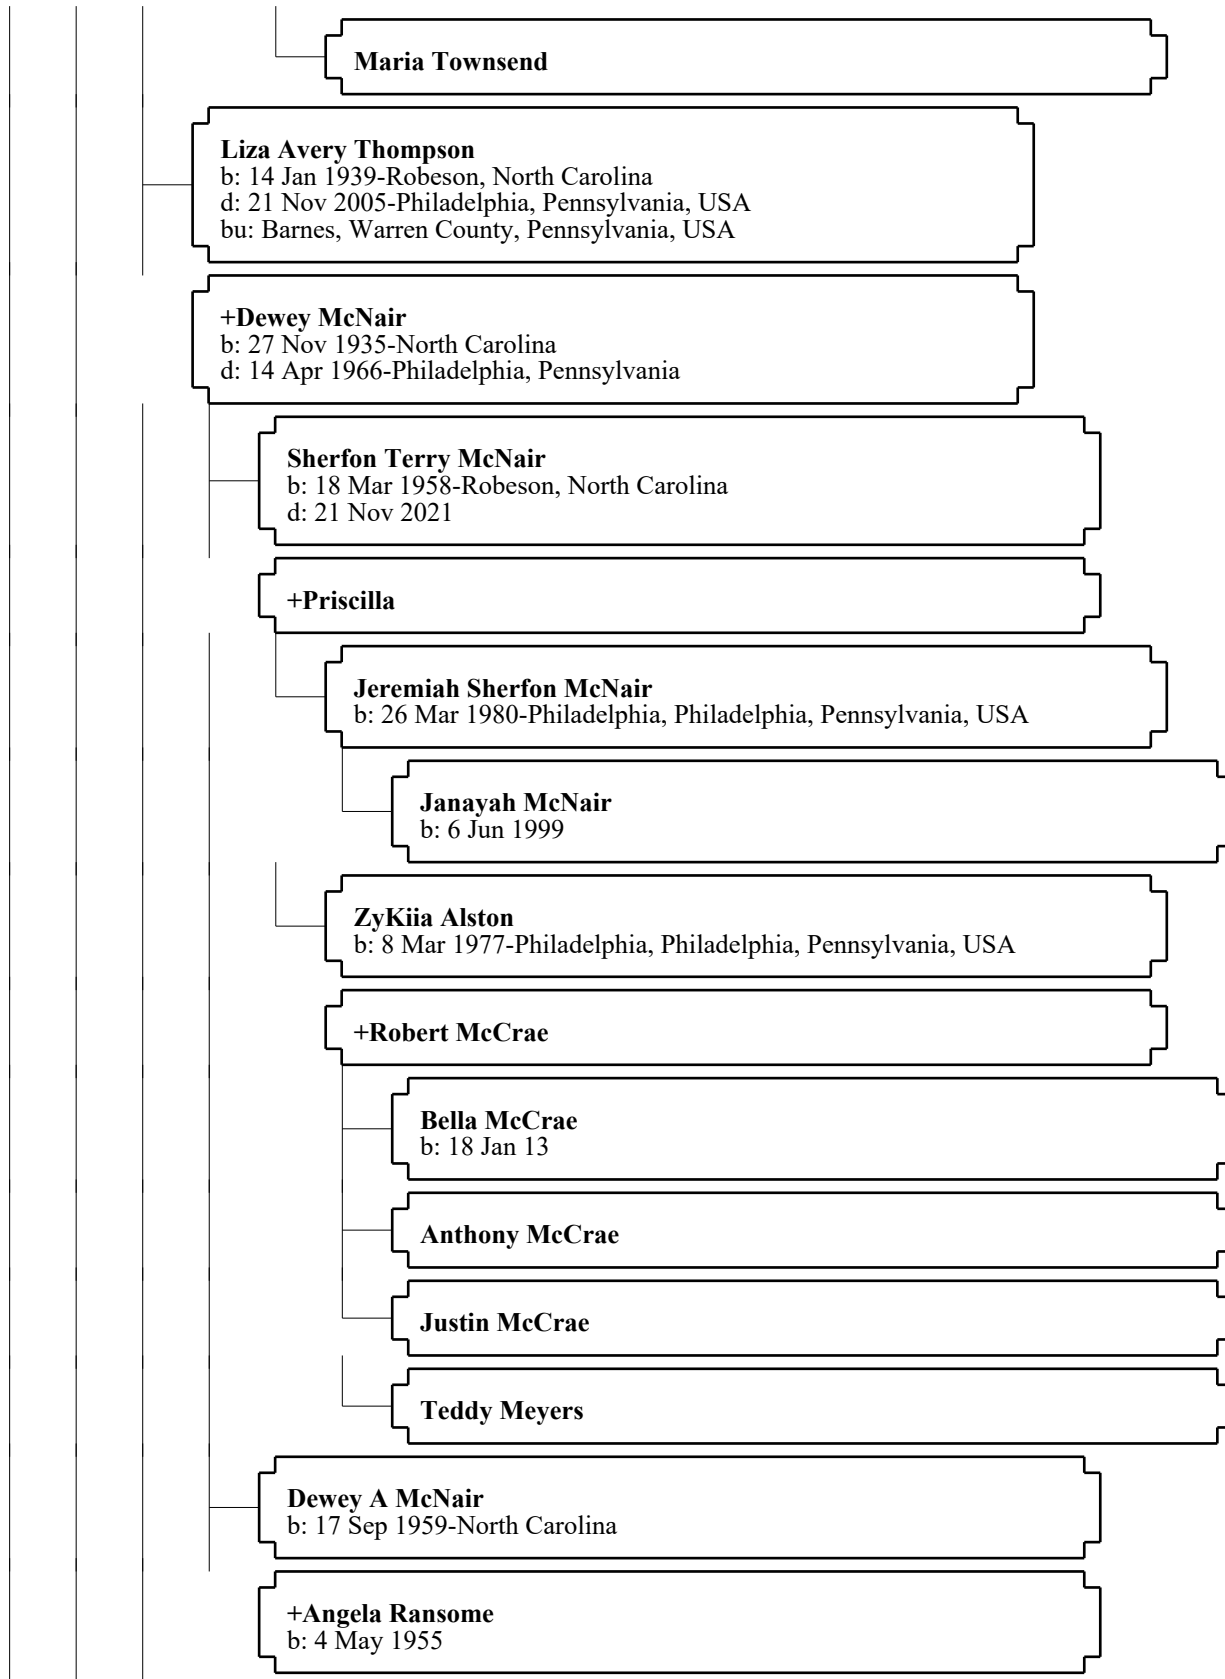 Maria Townsend
Liza Avery Thompson
b: 14 Jan 1939-Robeson, North Carolina
d: 21 Nov 2005-Philadelphia, Pennsylvania, USA
bu: Barnes, Warren County, Pennsylvania, USA
+Dewey McNair
b: 27 Nov 1935-North Carolina
d: 14 Apr 1966-Philadelphia, Pennsylvania
Sherfon Terry McNair
b: 18 Mar 1958-Robeson, North Carolina
d: 21 Nov 2021
+Priscilla
Jeremiah Sherfon McNair
b: 26 Mar 1980-Philadelphia, Philadelphia, Pennsylvania, USA
Janayah McNair
b: 6 Jun 1999
ZyKiia Alston
b: 8 Mar 1977-Philadelphia, Philadelphia, Pennsylvania, USA
+Robert McCrae
Bella McCrae
b: 18 Jan 13
Anthony McCrae
Justin McCrae
Teddy Meyers
Dewey A McNair
b: 17 Sep 1959-North Carolina
+Angela Ransome
b: 4 May 1955